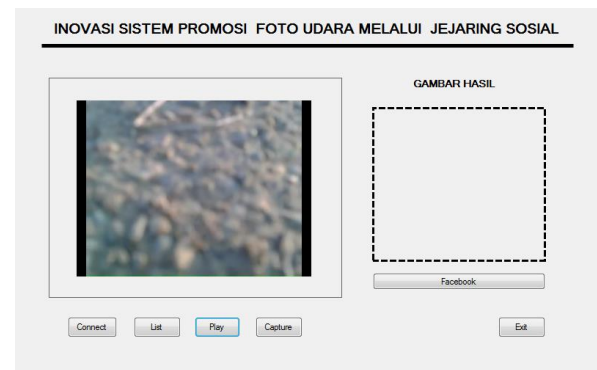 INOVASI SISTEM PROMOSI FOTO UDARA MELALUI JEJARING SOSIAL
GAMBAR HASIL
Facebook
Connect List Play Capture Exit